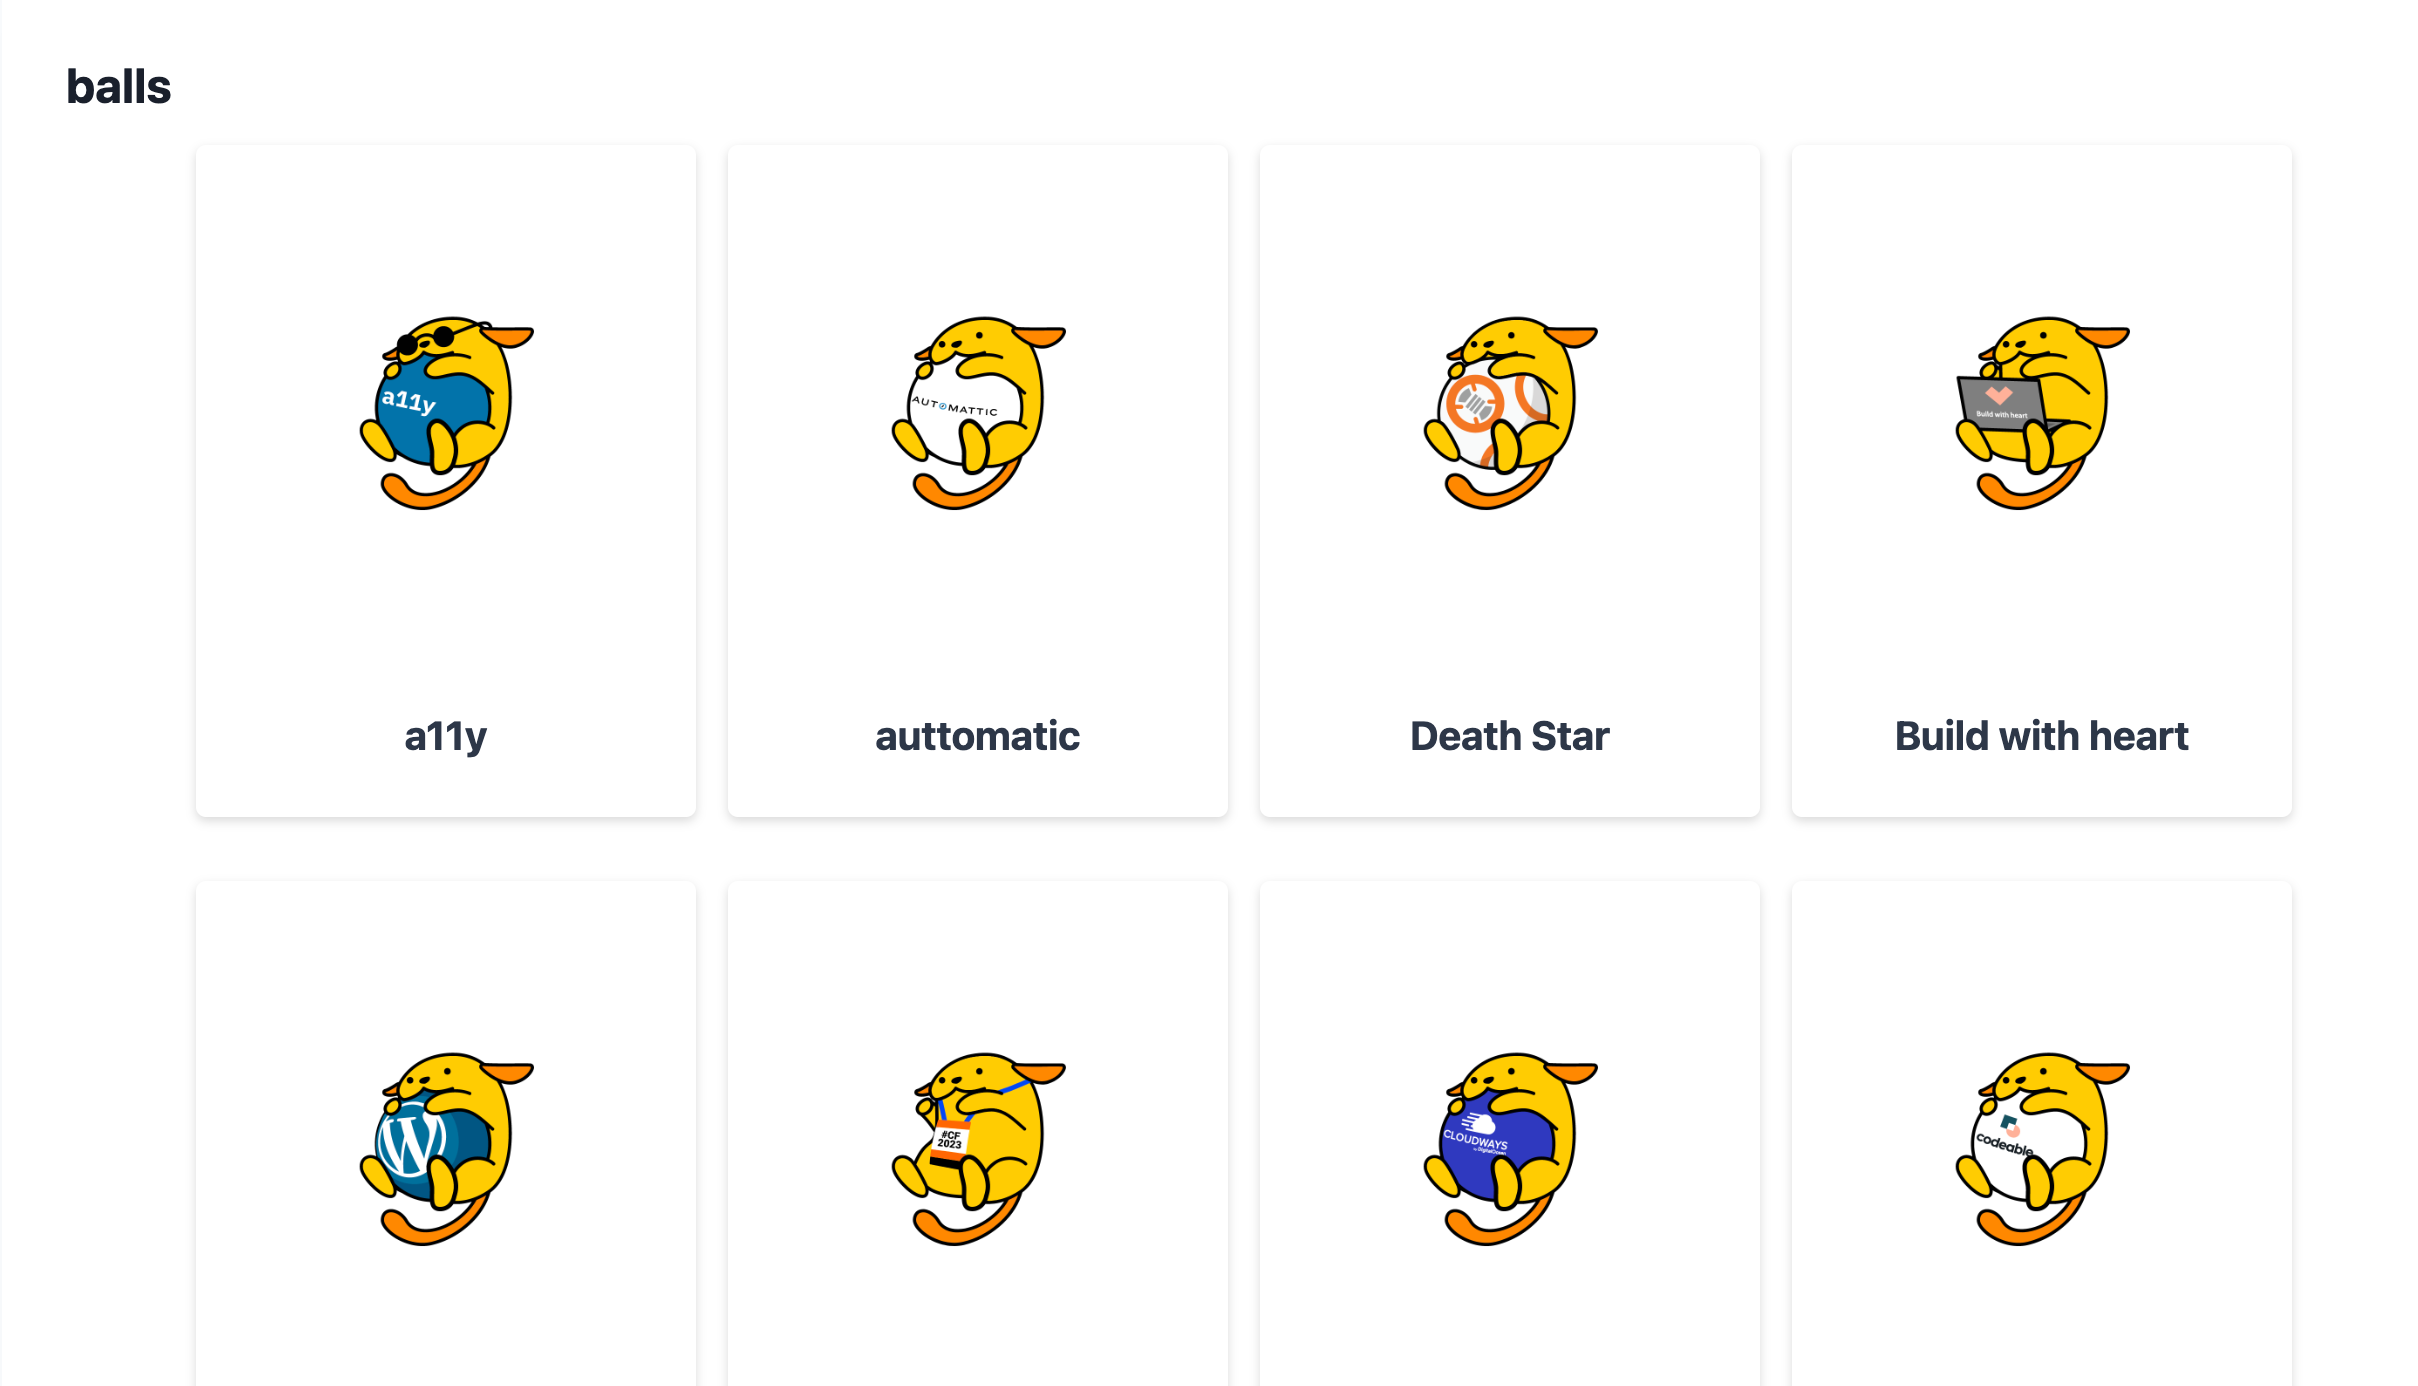 balls
a11y
AUTOMATTIC
Build with heart
a11y
auttomatic
Death Star
Build with heart
W
#CF
2023
CLOUDWAYS
by DigitalOcean
codeable